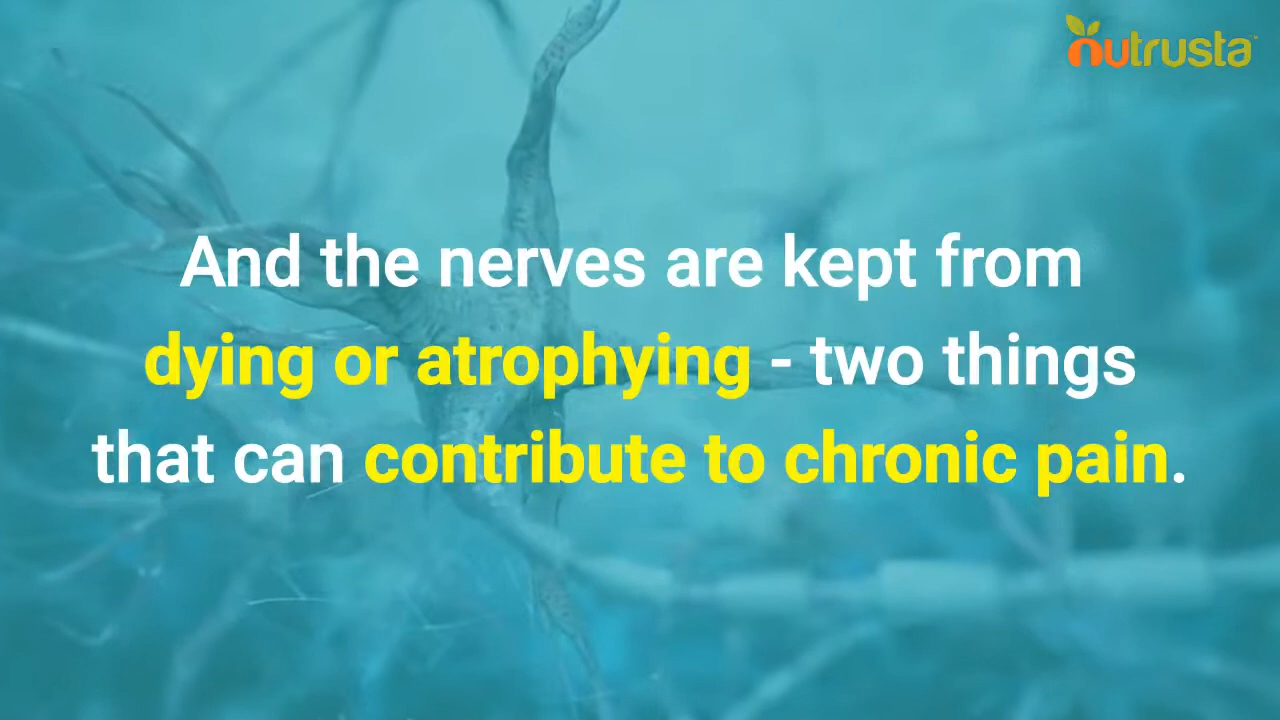 nutrusta
And the nerves are kept from
dying or atrophying - two things
that can contribute to chronic pain.